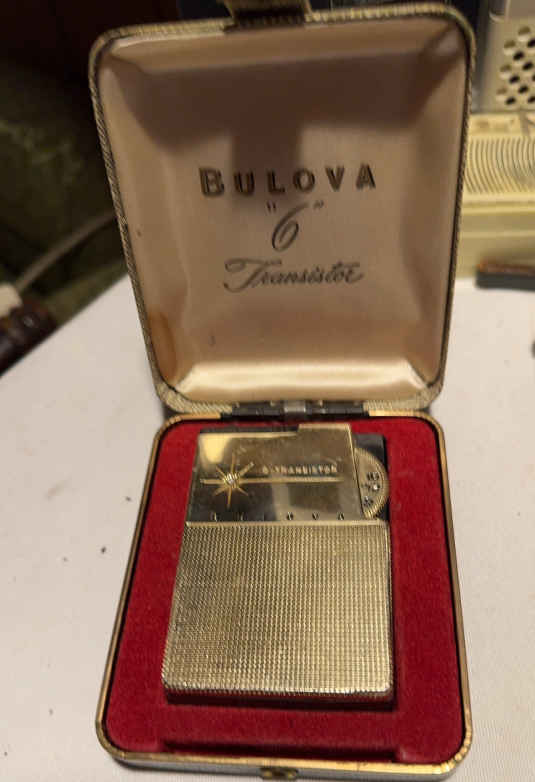 BULOVA
"6"
Transistor
6-TRANSISTOR
BULOVA